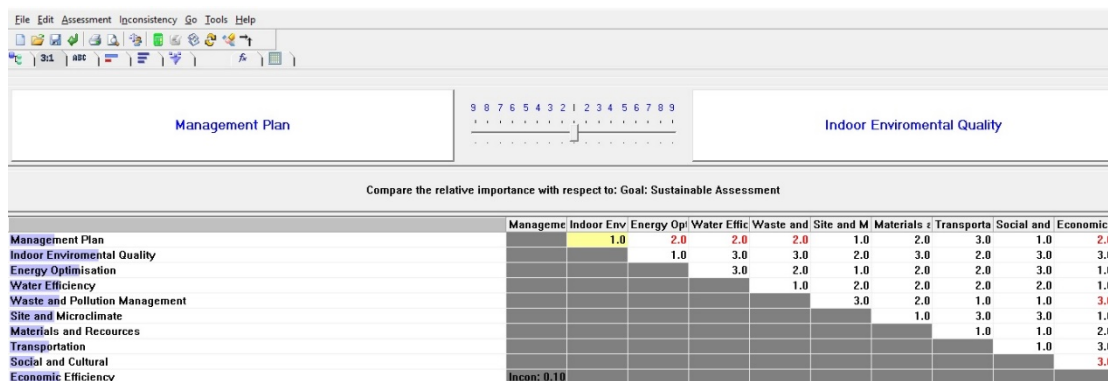 File Edit Assessment Inconsistency Go Tools Help
3:1 ABC fx
Management Plan
9 8 7 6 5 4 3 2 1 2 3 4 5 6 7 8 9
Indoor Enviromental Quality
Compare the relative importance with respect to: Goal: Sustainable Assessment
Manageme Indoor Env Energy Opt Water Effic Waste and Site and M Materials a Transporta Social and Economic
Management Plan 1.0 2.0 2.0 2.0 1.0 2.0 3.0 1.0 2.0
Indoor Enviromental Quality 1.0 3.0 3.0 2.0 3.0 2.0 3.0 3.0
Energy Optimisation 3.0 2.0 1.0 2.0 2.0 3.0 1.0
Water Efficiency 1.0 2.0 2.0 2.0 2.0 1.0
Waste and Pollution Management 3.0 2.0 1.0 1.0 3.0
Site and Microclimate 1.0 3.0 3.0 1.0
Materials and Recources 1.0 1.0 2.0
Transportation 1.0 3.0
Social and Cultural 3.0
Economic Efficiency Incon: 0.10